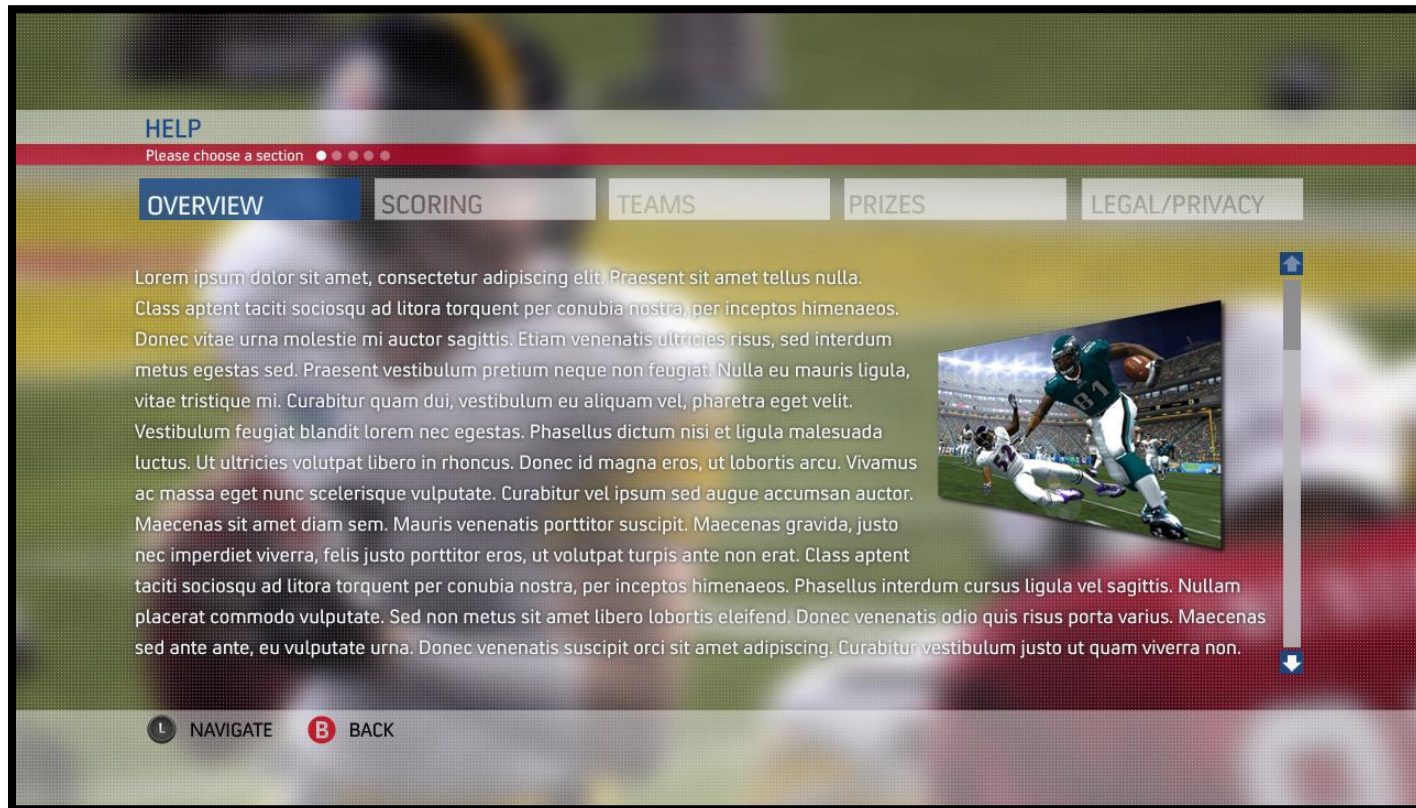 HELP
Please choose a section
OVERVIEW SCORING TEAMS PRIZES LEGAL/PRIVACY
Lorem ipsum dolor sit amet, consectetur adipiscing elit. Praesent sit amet tellus nulla.
Class aptent taciti sociosqu ad litora torquent per conubia nostra, per inceptos himenaeos.
Donec vitae urna molestie mi auctor sagittis. Etiam venenatis ultricies risus, sed interdum
metus egestas sed. Praesent vestibulum pretium neque non feugiat. Nulla eu mauris ligula,
vitae tristique mi. Curabitur quam dui, vestibulum eu aliquam vel, pharetra eget velit.
Vestibulum feugiat blandit lorem nec egestas. Phasellus dictum nisi et ligula malesuada
luctus. Ut ultricies volutpat libero in rhoncus. Donec id magna eros, ut lobortis arcu. Vivamus
ac massa eget nunc scelerisque vulputate. Curabitur vel ipsum sed augue accumsan auctor.
Maecenas sit amet diam sem. Mauris venenatis porttitor suscipit. Maecenas gravida, justo
nec imperdiet viverra, felis justo porttitor eros, ut volutpat turpis ante non erat. Class aptent
taciti sociosqu ad litora torquent per conubia nostra, per inceptos himenaeos. Phasellus interdum cursus ligula vel sagittis. Nullam
placerat commodo vulputate. Sed non metus sit amet libero lobortis eleifend. Donec venenatis odio quis risus porta varius. Maecenas
sed ante ante, eu vulputate urna. Donec venenatis suscipit orci sit amet adipiscing. Curabitur vestibulum justo ut quam viverra non.
81
52
L NAVIGATE B BACK